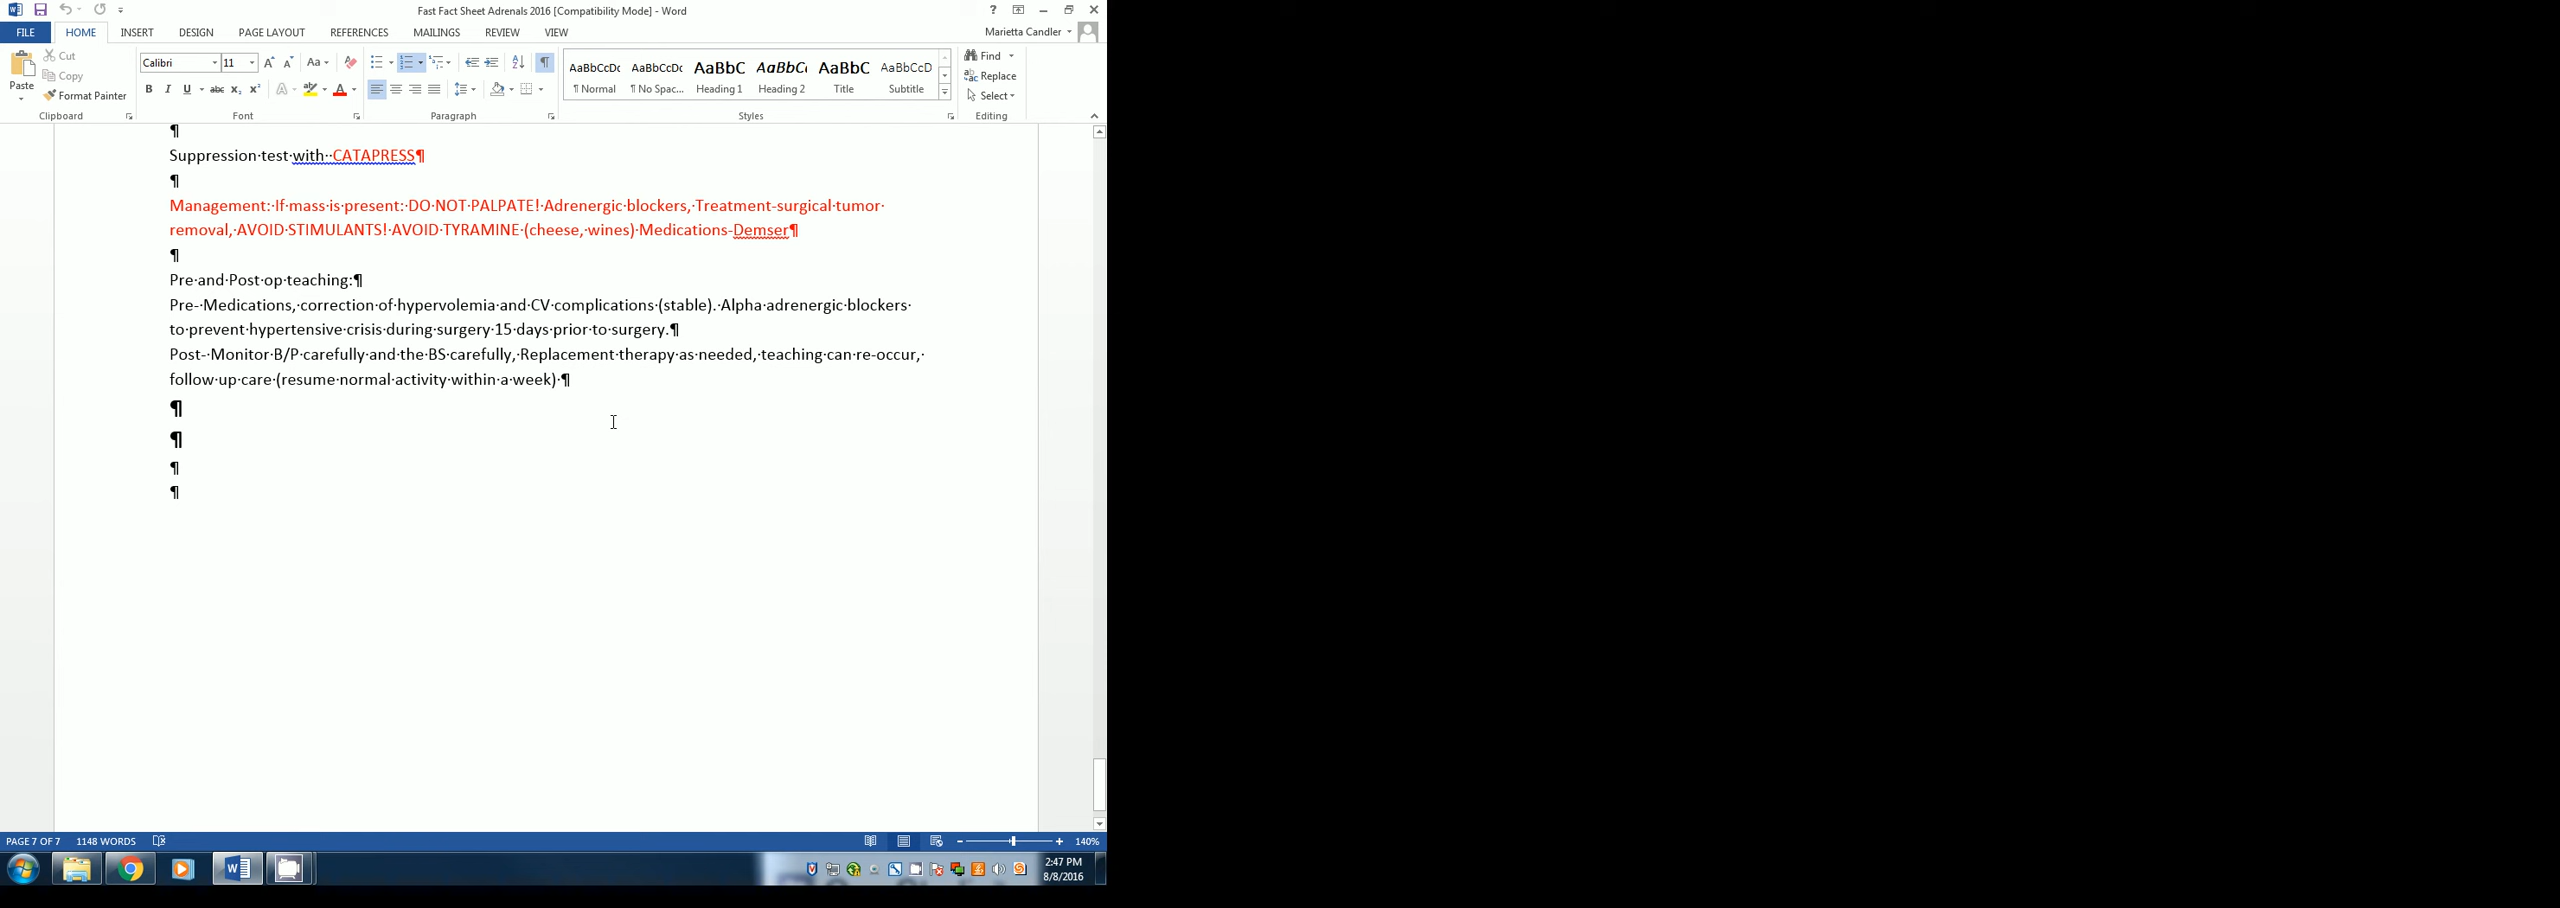 Fast Fact Sheet Adrenals 2016 [Compatibility Mode] - Word
?
FILE HOME INSERT DESIGN PAGE LAYOUT REFERENCES MAILINGS REVIEW VIEW
Marietta Candler
Cut
Copy
Format Painter
Paste
Clipboard
Calibri 11
Aa
B I U abc x₂ x² A ab A
Font
Paragraph
AaBbCcDc AaBbCcDc AaBbC AaBbCc AaBbC AaBbCcD
¶ Normal ¶ No Spac... Heading 1 Heading 2 Title Subtitle
Styles
Find
Replace
Select
Editing
¶
Suppression·test·with··CATAPRESS¶
¶
Management:·If·mass·is·present:·DO·NOT·PALPATE!·Adrenergic·blockers,·Treatment-surgical·tumor·
removal,·AVOID·STIMULANTS!·AVOID·TYRAMINE·(cheese,·wines)·Medications-Demser¶
¶
Pre·and·Post·op·teaching:¶
Pre-·Medications,·correction·of·hypervolemia·and·CV·complications·(stable).·Alpha·adrenergic·blockers·
to·prevent·hypertensive·crisis·during·surgery·15·days·prior·to·surgery.¶
Post-·Monitor·B/P·carefully·and·the·BS·carefully,·Replacement·therapy·as·needed,·teaching·can·re-occur,·
follow·up·care·(resume·normal·activity·within·a·week)·¶
¶
¶
¶
¶
PAGE 7 OF 7 1148 WORDS
140%
2:47 PM
8/8/2016